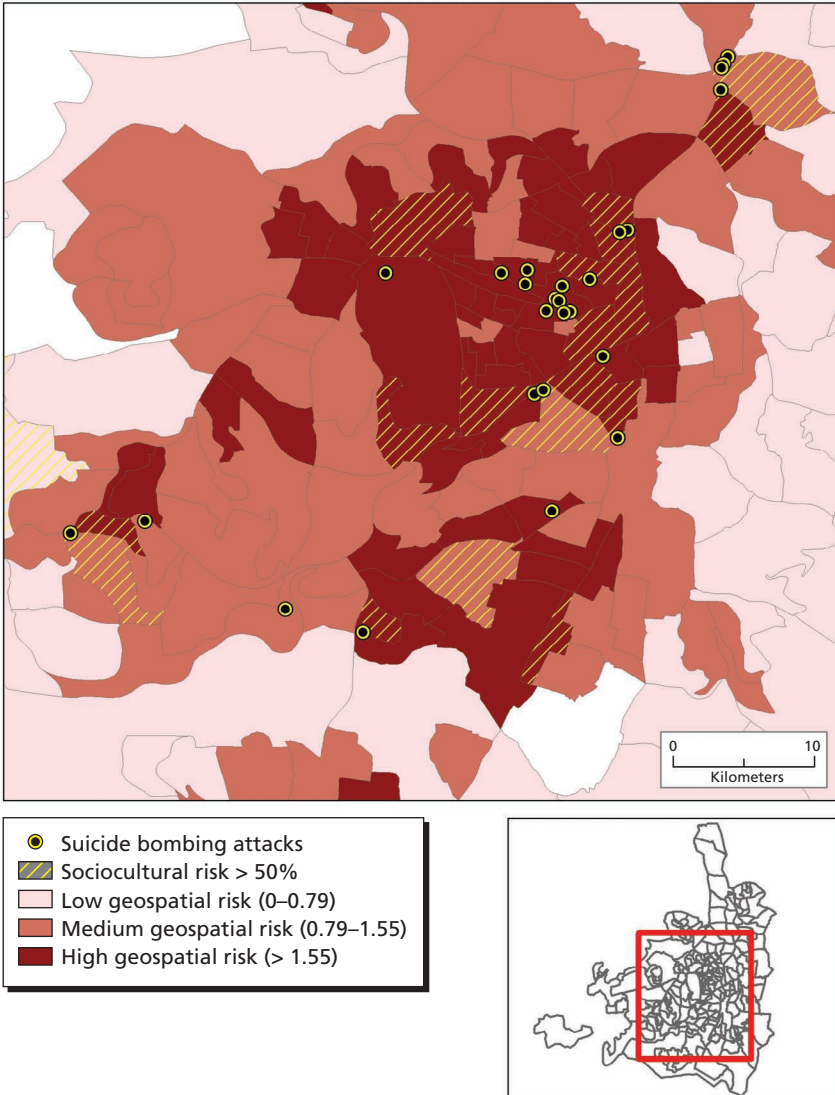 0 10
Kilometers
Suicide bombing attacks
Sociocultural risk > 50%
Low geospatial risk (0–0.79)
Medium geospatial risk (0.79–1.55)
High geospatial risk (> 1.55)